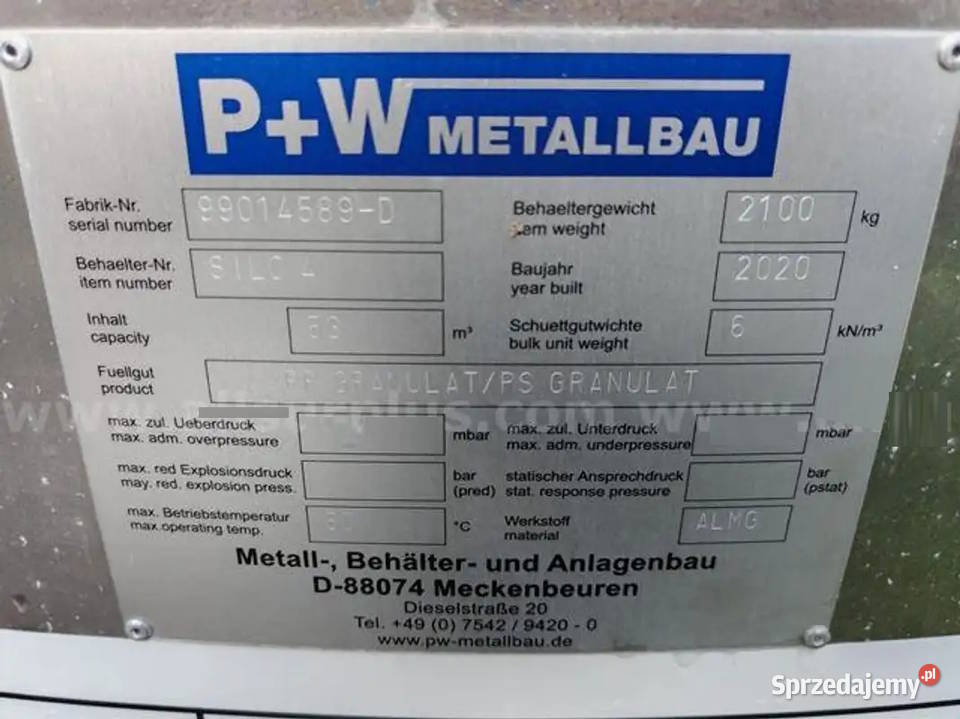 P+W METALLBAU
Fabrik-Nr.
serial number
99014589-D
Behaeltergewicht
item weight
2100
kg
Behaelter-Nr.
item number
SILO 4
Baujahr
year built
2020
Inhalt
capacity
m³
Schuettgutwichte
bulk unit weight
6
kN/m³
Fuellgut
product
GRANULAT/PS GRANULAT
max. zul. Ueberdruck
max. adm. overpressure
mbar
max. zul. Unterdruck
max. adm. underpressure
mbar
max. red Explosionsdruck
may. red. explosion press.
bar
(pred)
statischer Ansprechdruck
stat. response pressure
bar
(pstat)
max. Betriebstemperatur
max.operating temp.
°C
Werkstoff
material
ALMG
Metall-, Behälter- und Anlagenbau
D-88074 Meckenbeuren
Dieselstraße 20
Tel. +49 (0) 7542 / 9420 - 0
www.pw-metallbau.de
Sprzedajemy.pl